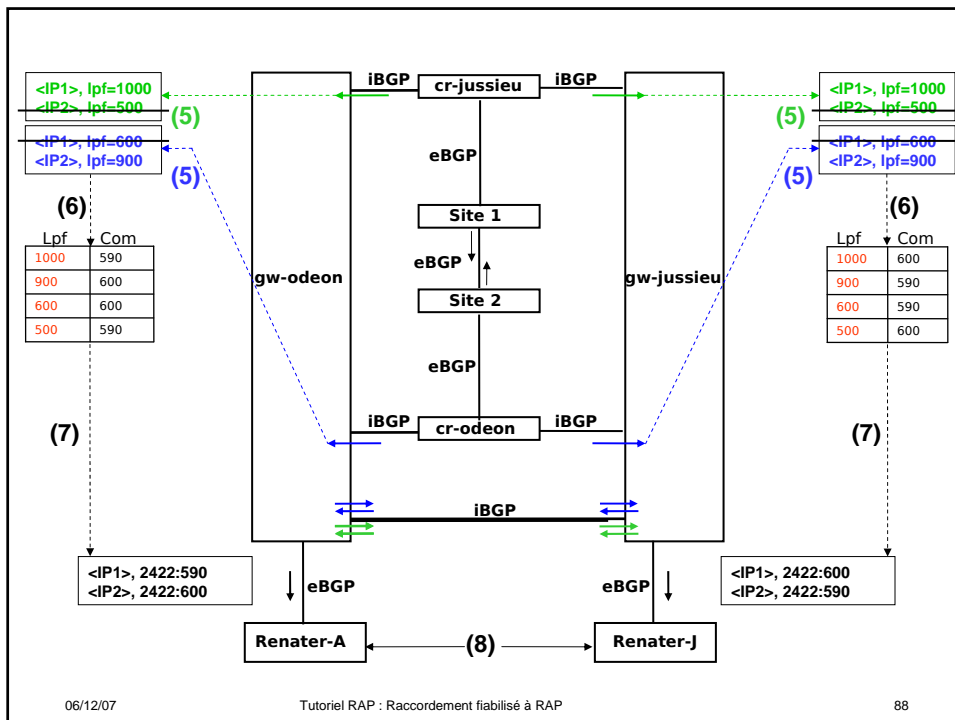 iBGP
cr-jussieu
iBGP
<IP1>, lpf=1000
<IP2>, lpf=500
(5)
<IP1>, lpf=600
<IP2>, lpf=900
(5)
(6)
Lpf Com
1000 590
900 600
600 600
500 590
(7)
<IP1>, 2422:590
<IP2>, 2422:600
gw-odeon
eBGP
Site 1
eBGP
Site 2
eBGP
iBGP
cr-odeon
iBGP
iBGP
gw-jussieu
<IP1>, lpf=1000
<IP2>, lpf=500
(5)
<IP1>, lpf=600
<IP2>, lpf=900
(5)
(6)
Lpf Com
1000 600
900 590
600 590
500 600
(7)
<IP1>, 2422:600
<IP2>, 2422:590
eBGP
eBGP
Renater-A
(8)
Renater-J
06/12/07
Tutoriel RAP : Raccordement fiabilisé à RAP
88